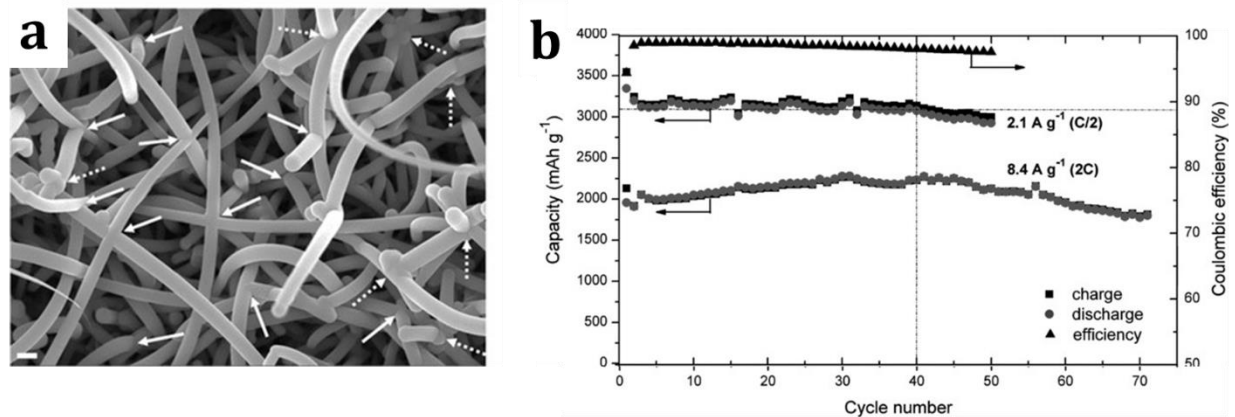 a
b
4000
3500
3000
2500
2000
1500
1000
500
0
Capacity (mAh g⁻¹)
100
90
80
70
60
50
Coulombic efficiency (%)
2.1 A g⁻¹ (C/2)
8.4 A g⁻¹ (2C)
charge
discharge
efficiency
0 10 20 30 40 50 60 70
Cycle number